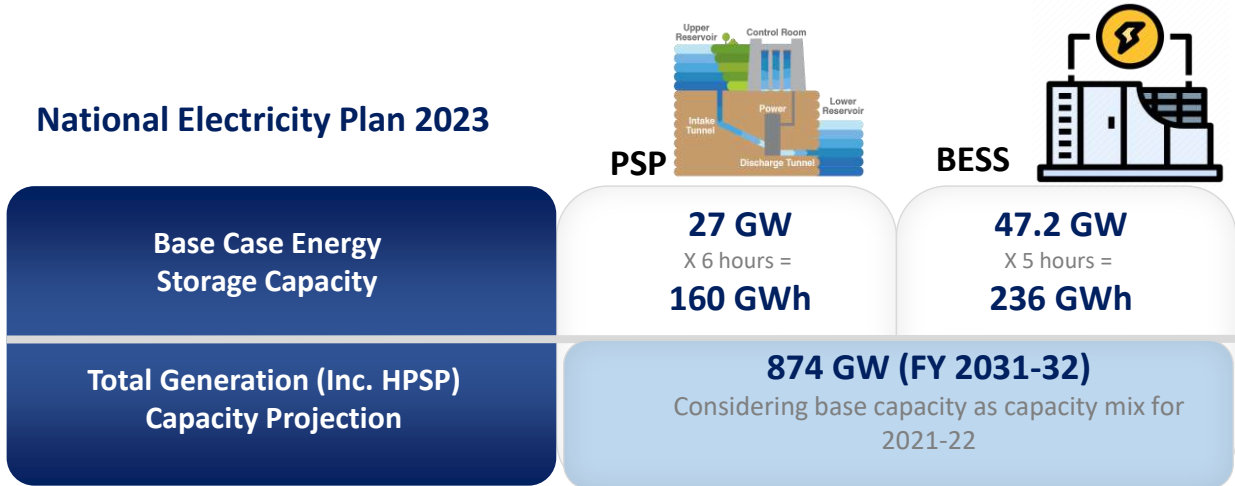 National Electricity Plan 2023
Upper
Reservoir
Control Room
Lower
Reservoir
Power
Intake
Tunnel
Discharge Tunnel
PSP
BESS
Base Case Energy
Storage Capacity
27 GW
X 6 hours =
160 GWh
47.2 GW
X 5 hours =
236 GWh
Total Generation (Inc. HPSP)
Capacity Projection
874 GW (FY 2031-32)
Considering base capacity as capacity mix for
2021-22